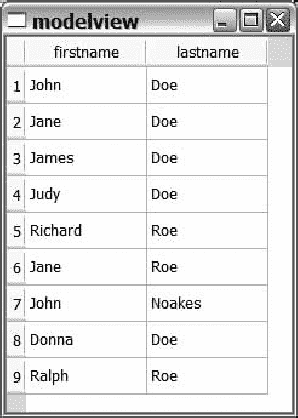 modelview
firstname lastname
1 John Doe
2 Jane Doe
3 James Doe
4 Judy Doe
5 Richard Roe
6 Jane Roe
7 John Noakes
8 Donna Doe
9 Ralph Roe